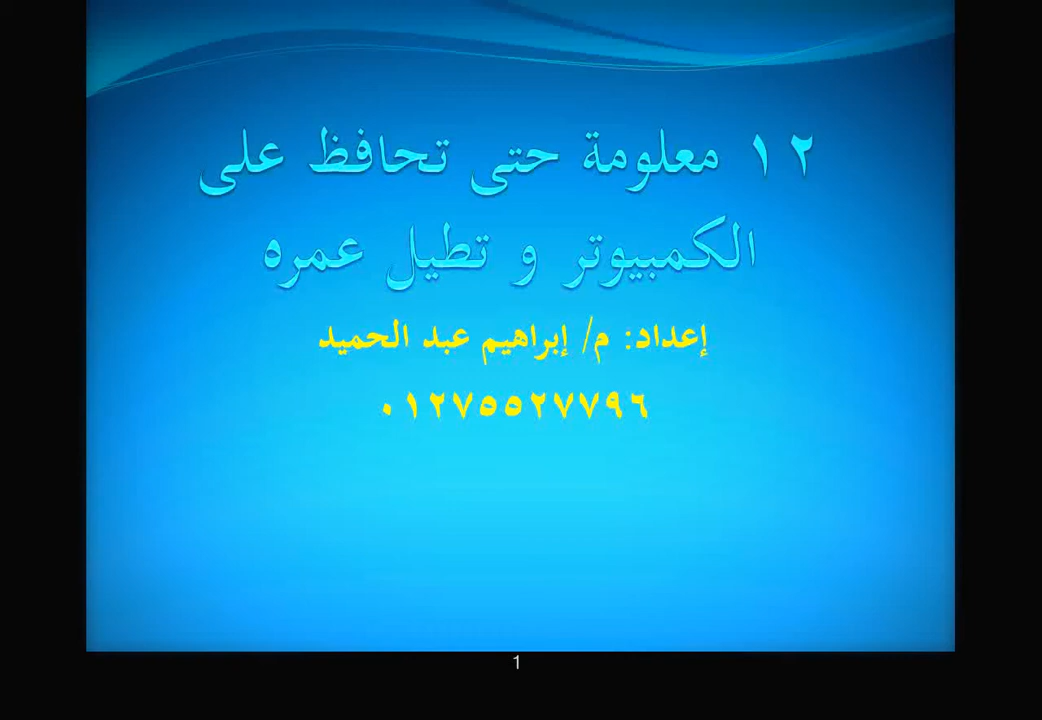 ١٢ معلومة حتى تحافظ على
الكمبيوتر و تطيل عمره
إعداد: م/ إبراهيم عبد الحميد
٠١٢٧٥٥٢٧٧٩٦
1